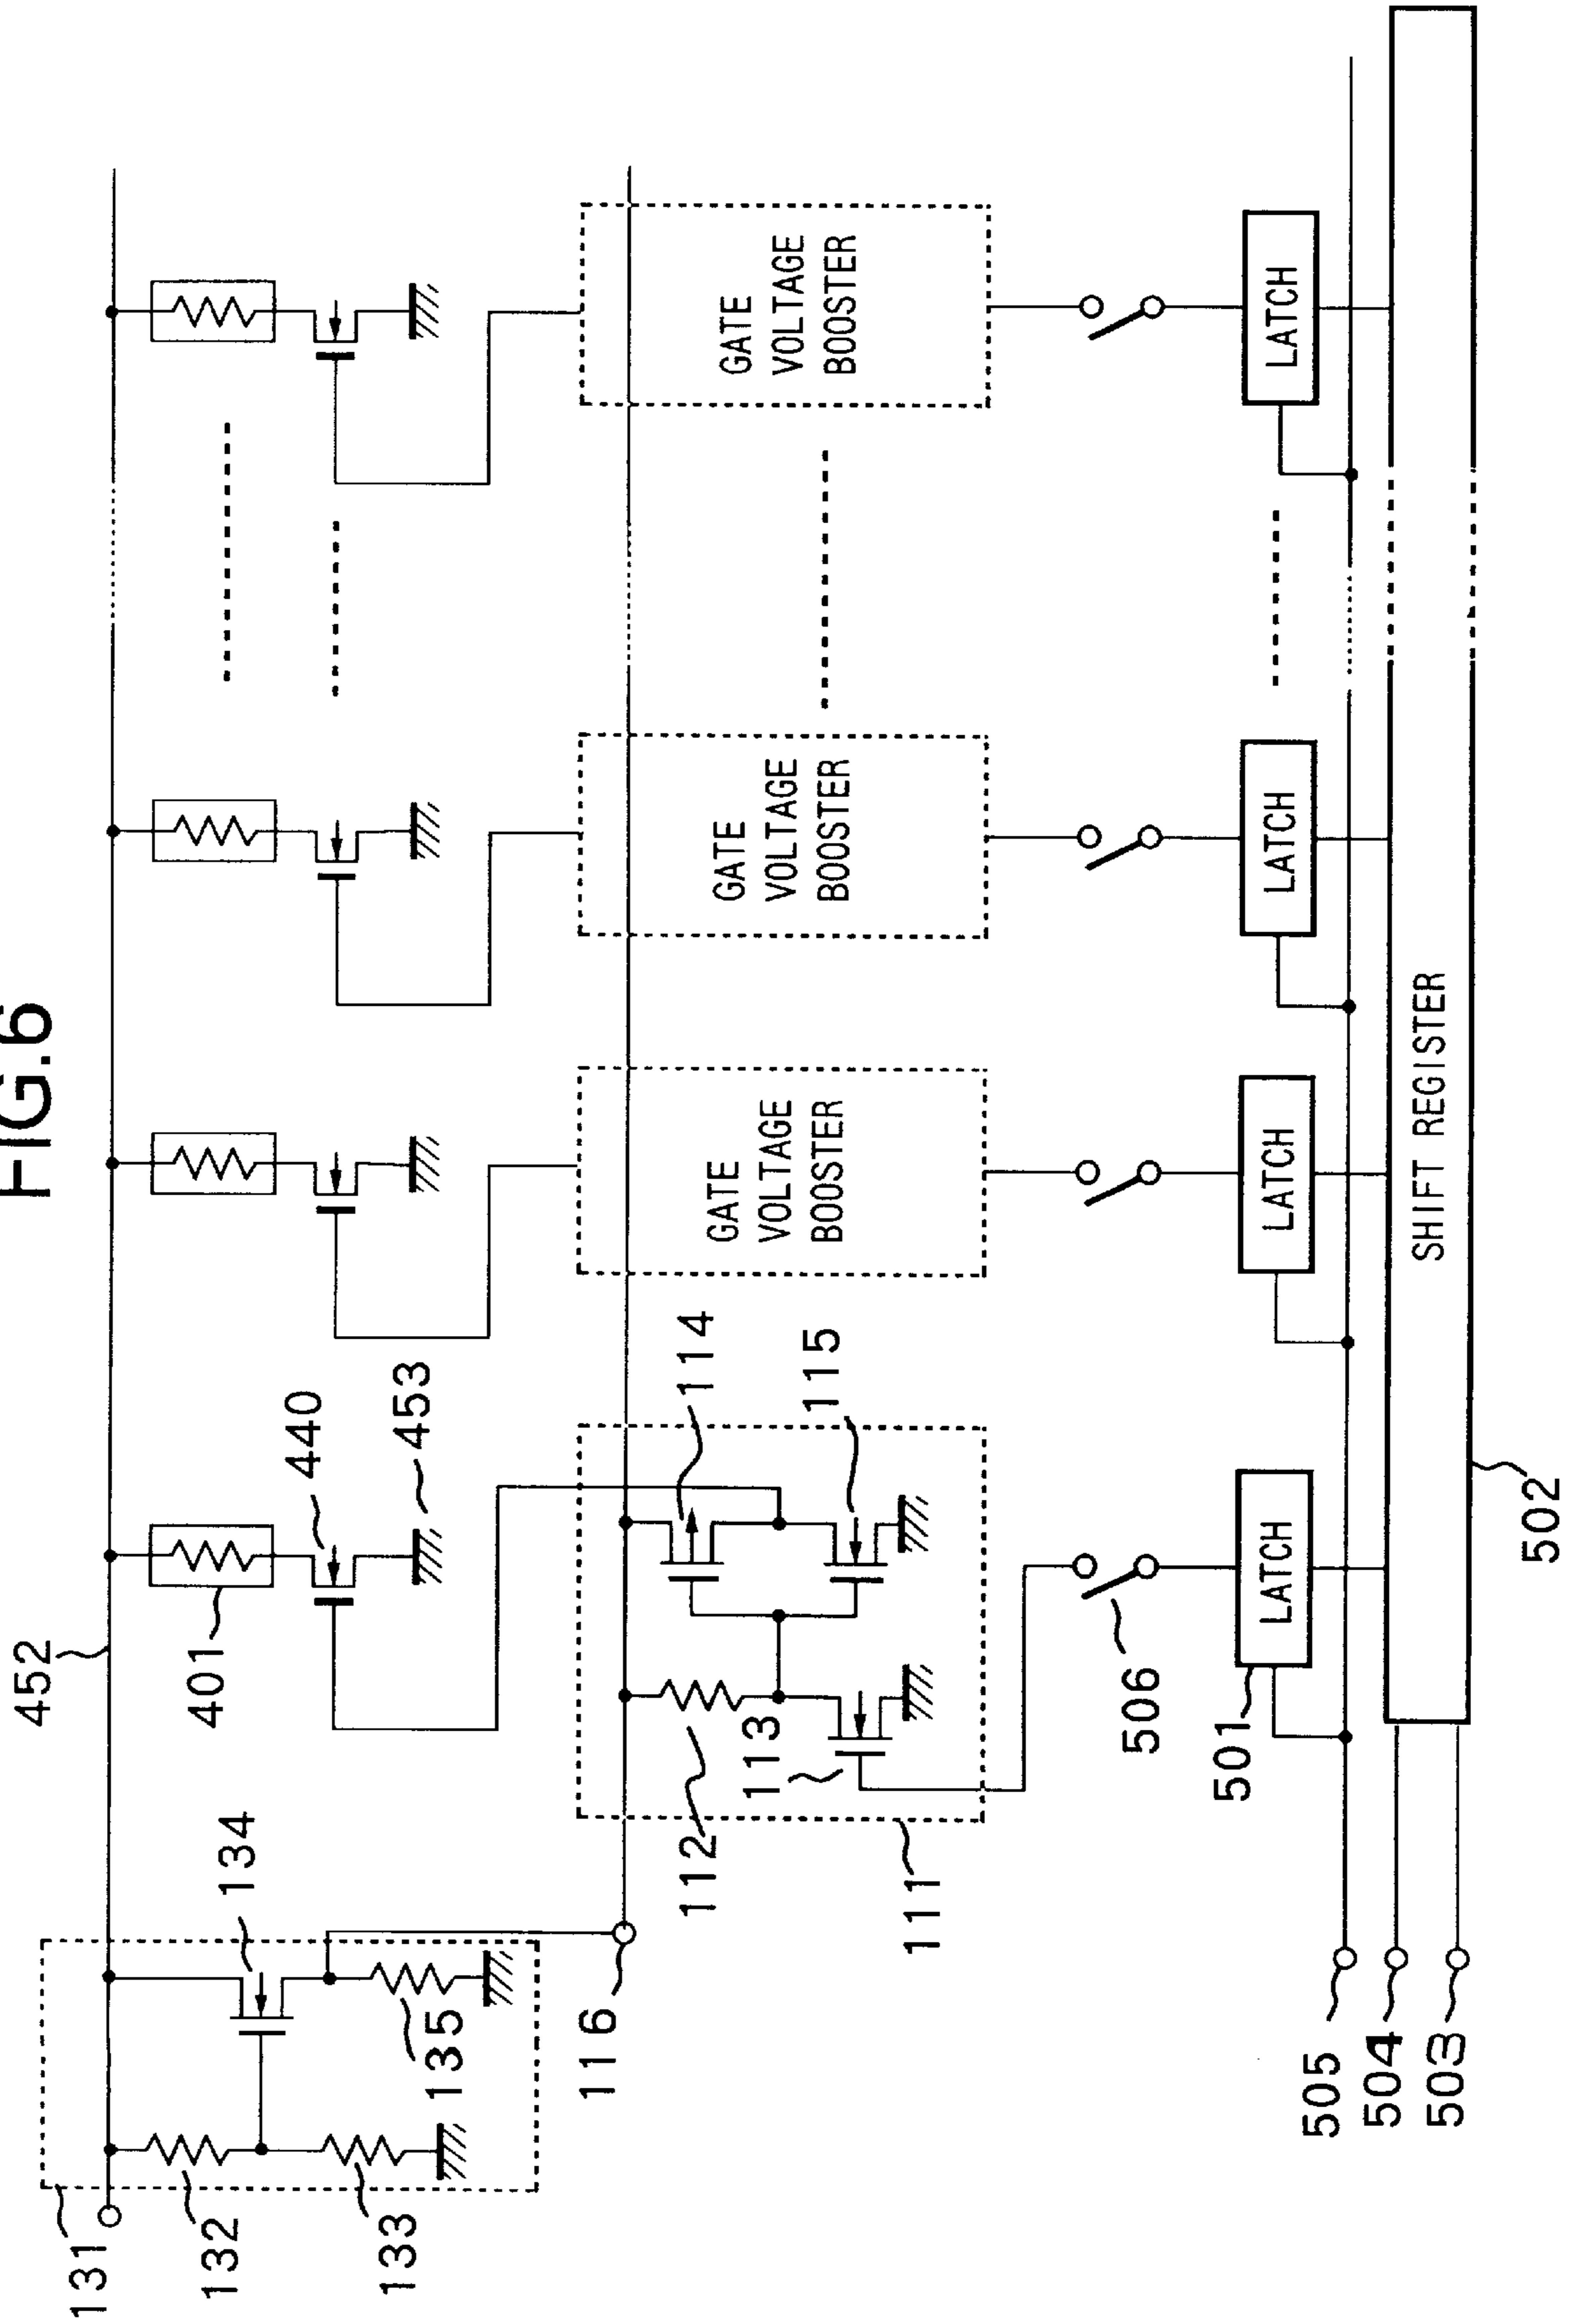 FIG.6
131
132
133
134
135
452
401
440
453
116
112
113
114
115
111
GATE
VOLTAGE
BOOSTER
GATE
VOLTAGE
BOOSTER
GATE
VOLTAGE
BOOSTER
506
501
LATCH
LATCH
LATCH
LATCH
505
504
503
SHIFT REGISTER
502